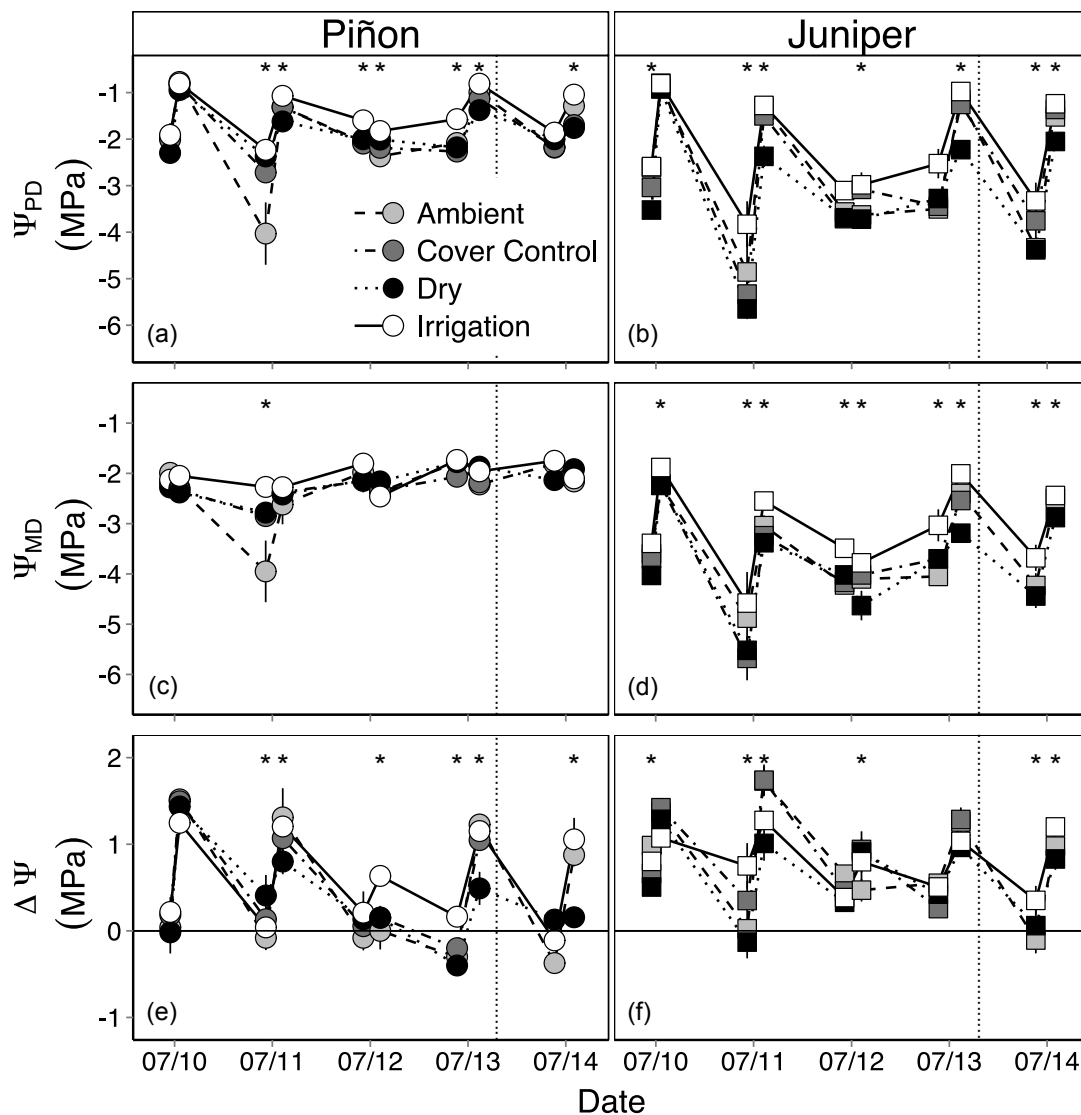 Piñon Juniper
* * * * * * *
* * * * * * * *
-1
-2
-3
-4
-5
-6
Ψ_PD (MPa)
Ambient
Cover Control
Dry
Irrigation
(a)
(b)
*
* * * * * * * * *
-1
-2
-3
-4
-5
-6
Ψ_MD (MPa)
(c)
(d)
* * * * * *
* * * * * *
2
1
0
-1
Δ Ψ (MPa)
(e)
(f)
07/10 07/11 07/12 07/13 07/14
07/10 07/11 07/12 07/13 07/14
Date